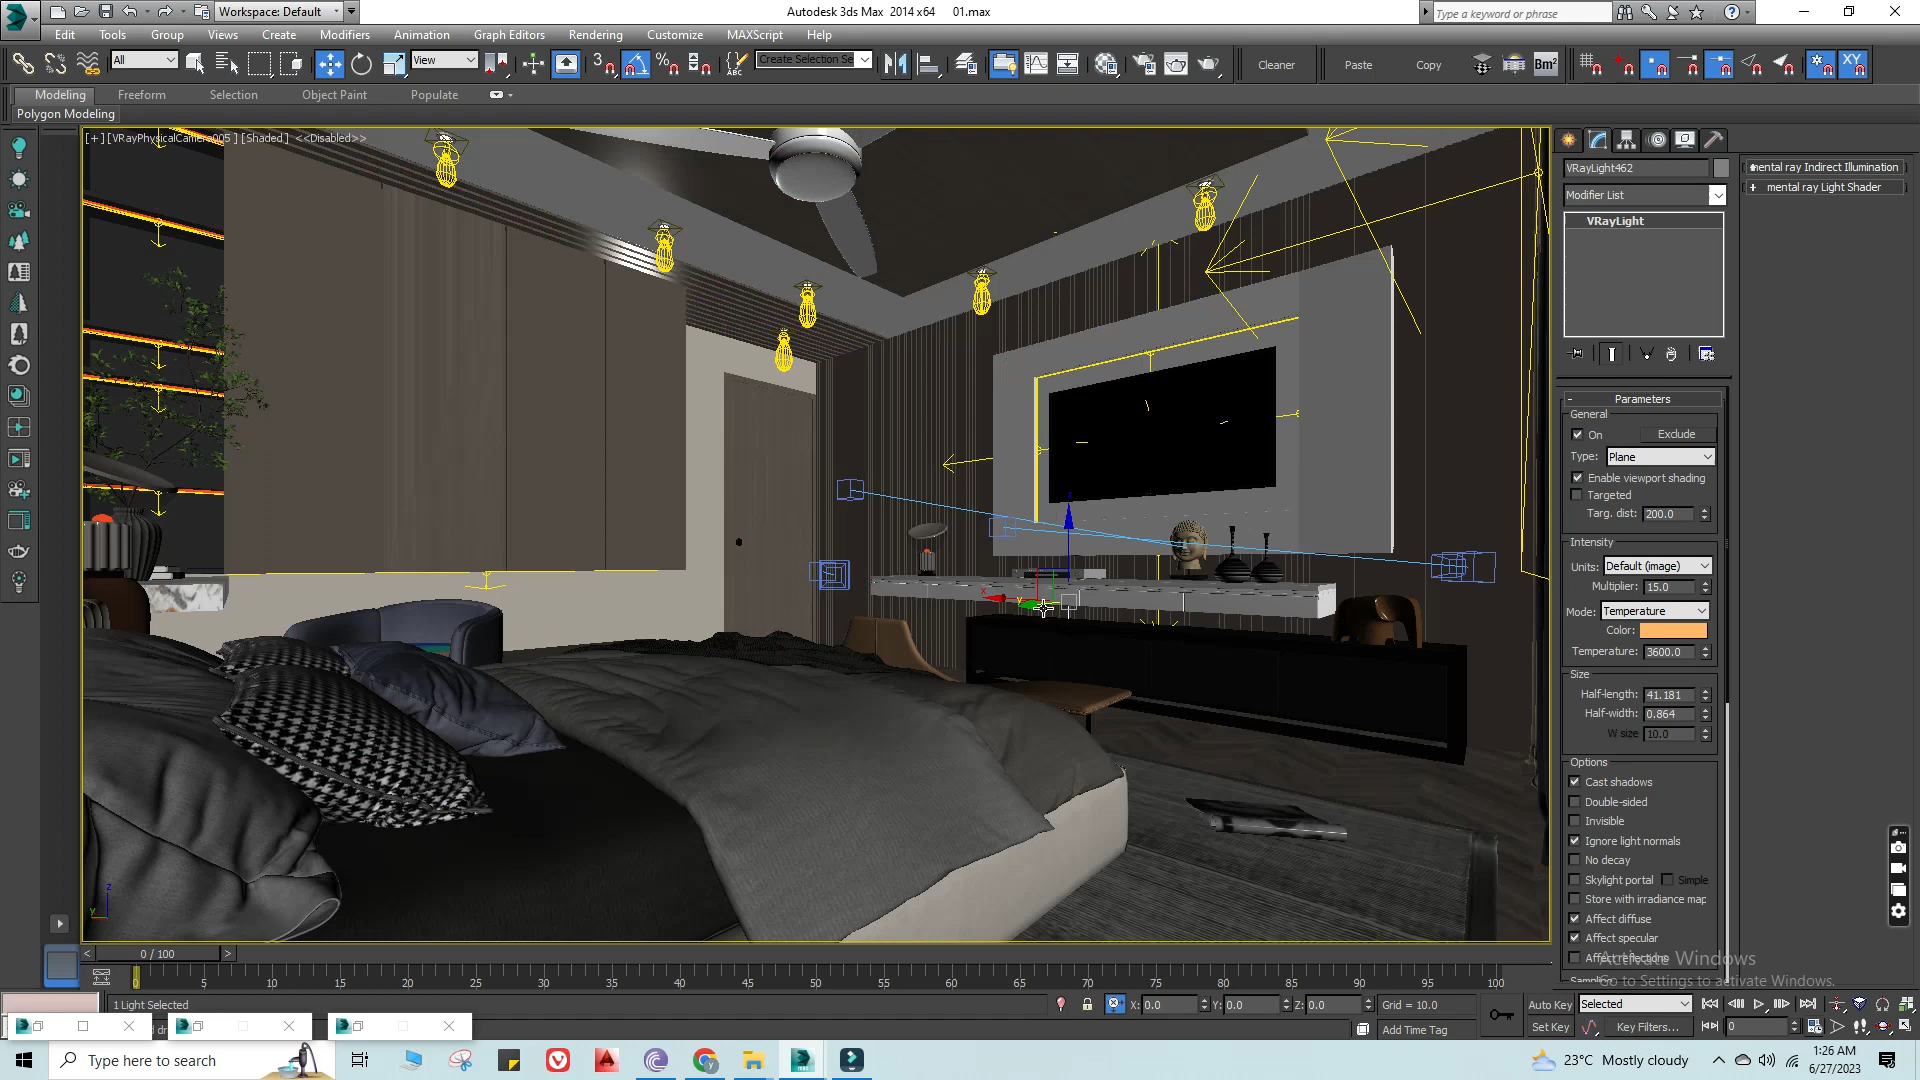 Workspace: Default
Autodesk 3ds Max 2014 x64 01.max
Type a keyword or phrase
Edit Tools Group Views Create Modifiers Animation Graph Editors Rendering Customize MAXScript Help
All
View
Create Selection Se
Cleaner
Paste
Copy
Bm²
XY
Modeling Freeform Selection Object Paint Populate
Polygon Modeling
[+] [VRayPhysicalCamera005 ] [Shaded ] <<Disabled>>
VRayLight462
Modifier List
VRayLight
mental ray Indirect Illumination
+ mental ray Light Shader
- Parameters
General
On Exclude
Type: Plane
Enable viewport shading
Targeted
Targ. dist: 200.0
Intensity
Units: Default (image)
Multiplier: 15.0
Mode: Temperature
Color:
Temperature: 3600.0
Size
Half-length: 41.181
Half-width: 0.864
W size 10.0
Options
Cast shadows
Double-sided
Invisible
Ignore light normals
No decay
Skylight portal Simple
Store with irradiance map
Affect diffuse
Affect specular
Affect reflections
Activate Windows
Go to Settings to activate Windows.
0 / 100
0 5 10 15 20 25 30 35 40 45 50 55 60 65 70 75 80 85 90 95 100
1 Light Selected
X: 0.0 Y: 0.0 Z: 0.0 Grid = 10.0
Auto Key Selected
Add Time Tag
Set Key Key Filters... 0
Type here to search
23°C Mostly cloudy
1:26 AM
6/27/2023